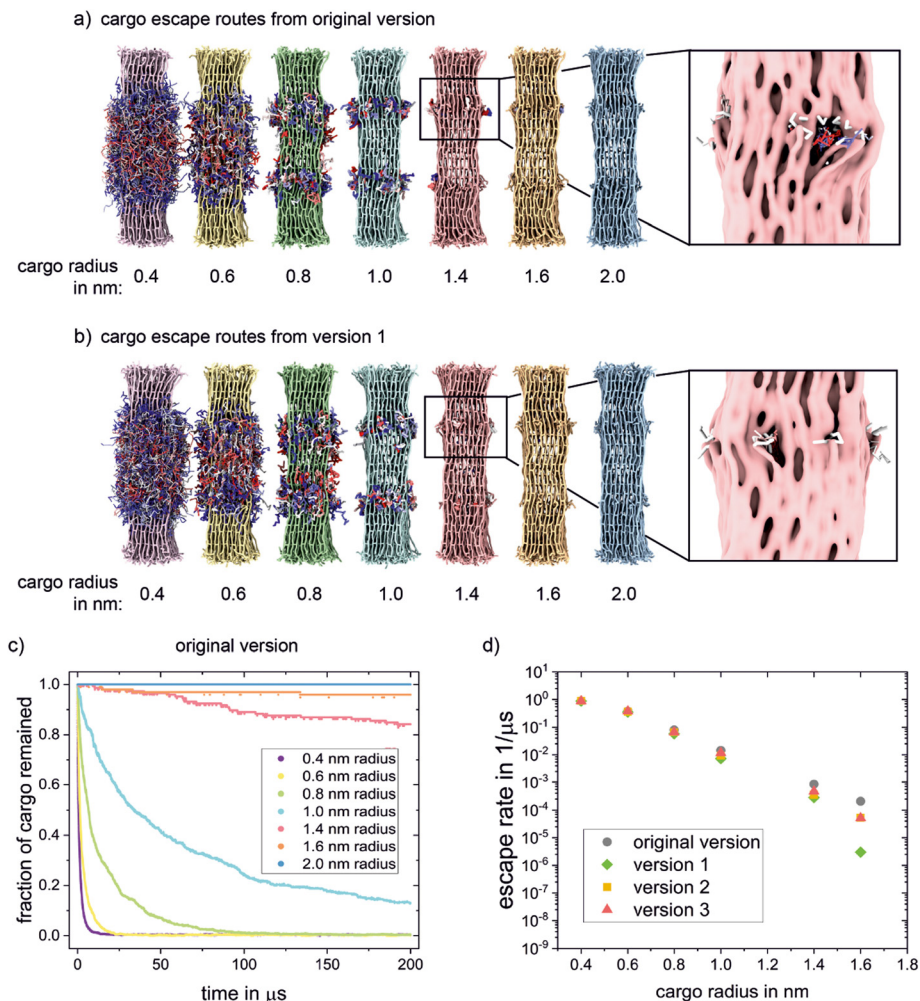 a) cargo escape routes from original version
cargo radius
in nm:
0.4 0.6 0.8 1.0 1.4 1.6 2.0
b) cargo escape routes from version 1
cargo radius
in nm:
0.4 0.6 0.8 1.0 1.4 1.6 2.0
c) original version
fraction of cargo remained
1.0
0.8
0.6
0.4
0.2
0.0
0.4 nm radius
0.6 nm radius
0.8 nm radius
1.0 nm radius
1.4 nm radius
1.6 nm radius
2.0 nm radius
0 50 100 150 200
time in μs
d)
escape rate in 1/μs
10¹
10⁰
10⁻¹
10⁻²
10⁻³
10⁻⁴
10⁻⁵
10⁻⁶
10⁻⁷
10⁻⁸
10⁻⁹
original version
version 1
version 2
version 3
0.4 0.6 0.8 1.0 1.2 1.4 1.6 1.8
cargo radius in nm